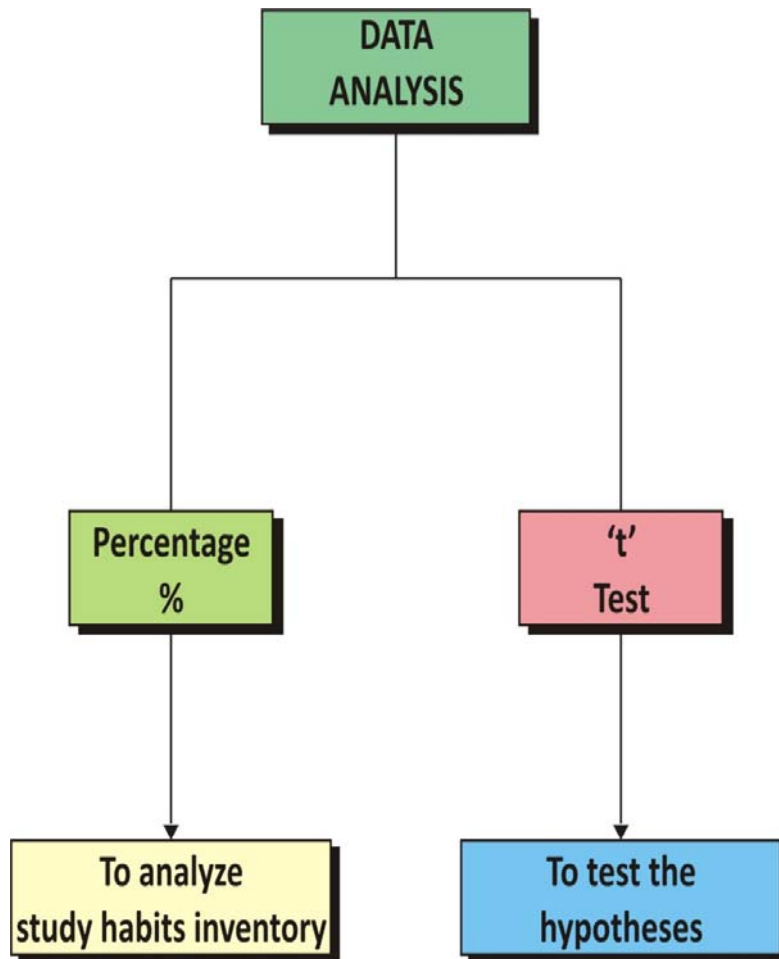 DATA
ANALYSIS
Percentage
%
‘t’
Test
To analyze
study habits inventory
To test the
hypotheses